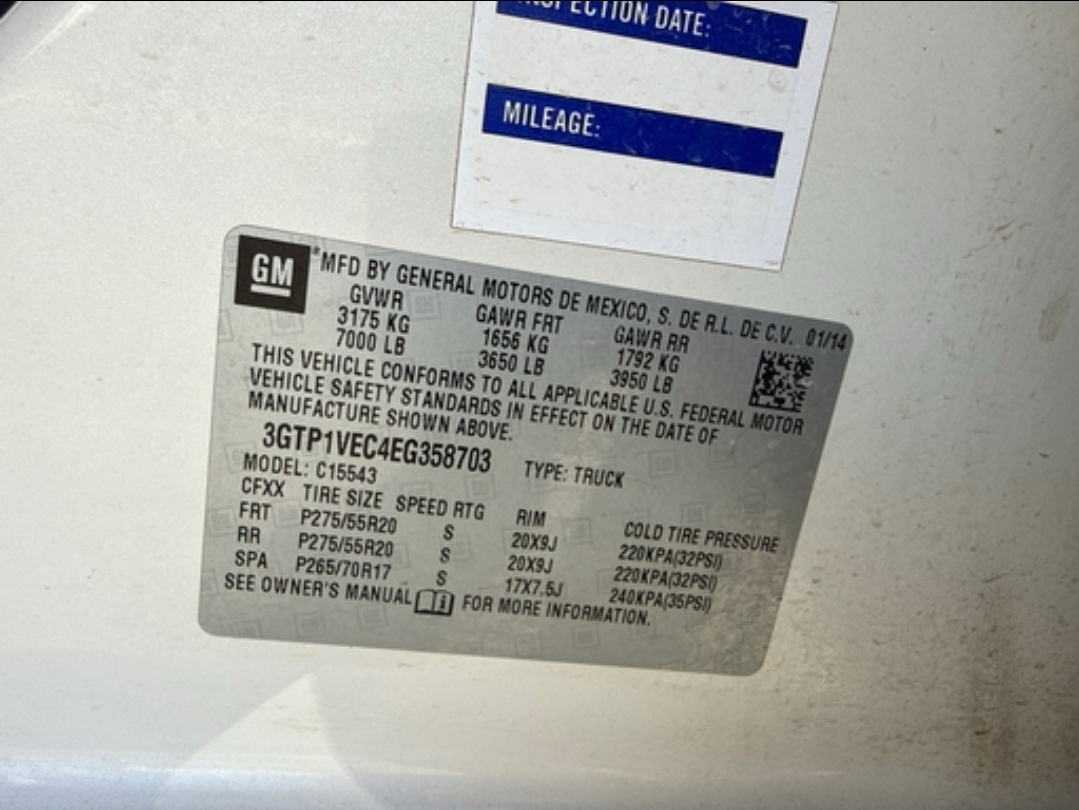 INSPECTION DATE:
MILEAGE:
GM
® MFD BY GENERAL MOTORS DE MEXICO, S. DE R.L. DE C.V. 01/14
GVWR GAWR FRT GAWR RR
3175 KG 1656 KG 1792 KG
7000 LB 3650 LB 3950 LB
THIS VEHICLE CONFORMS TO ALL APPLICABLE U.S. FEDERAL MOTOR
VEHICLE SAFETY STANDARDS IN EFFECT ON THE DATE OF
MANUFACTURE SHOWN ABOVE.
3GTP1VEC4EG358703 TYPE: TRUCK
MODEL: C15543
CFXX TIRE SIZE SPEED RTG RIM COLD TIRE PRESSURE
FRT P275/55R20 S 20X9J 220KPA(32PSI)
RR P275/55R20 S 20X9J 220KPA(32PSI)
SPA P265/70R17 S 17X7.5J 240KPA(35PSI)
SEE OWNER'S MANUAL FOR MORE INFORMATION.